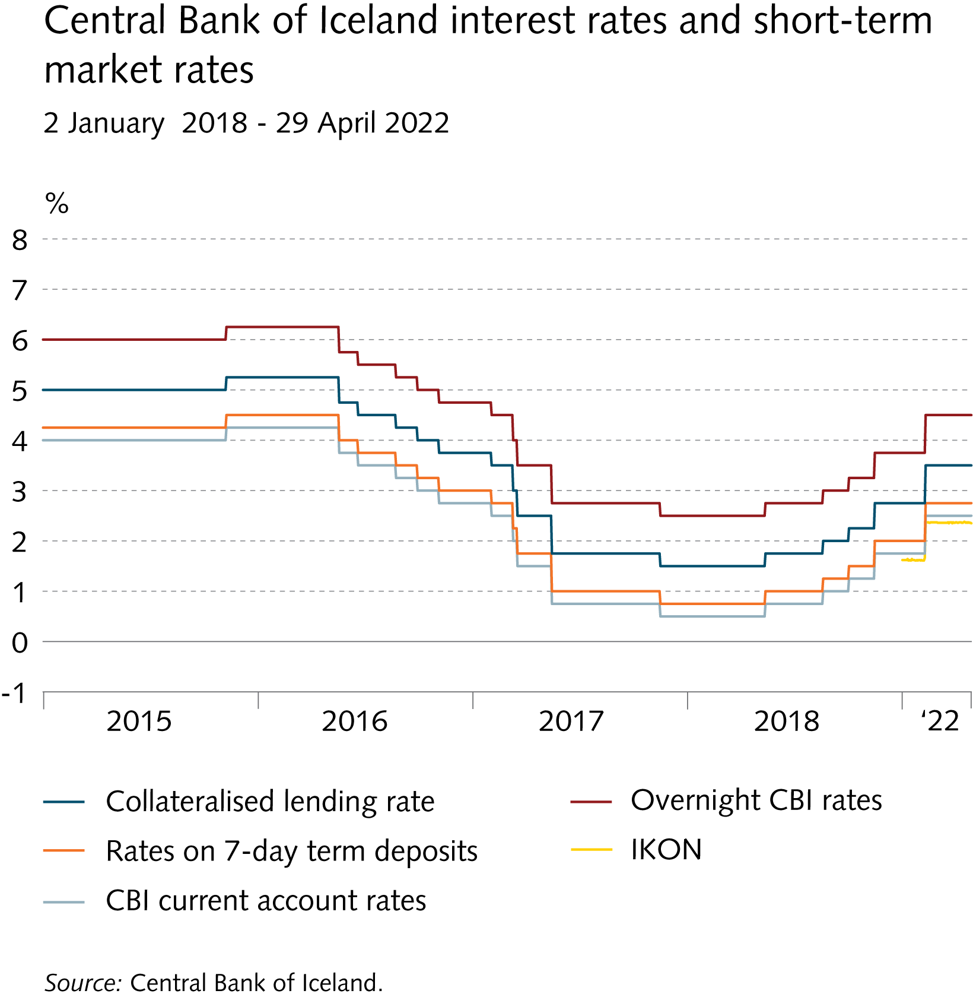 Central Bank of Iceland interest rates and short-term
market rates
2 January 2018 - 29 April 2022
%
8
7
6
5
4
3
2
1
0
-1
2015 2016 2017 2018 ‘22
Collateralised lending rate
Rates on 7-day term deposits
CBI current account rates
Overnight CBI rates
IKON
Source: Central Bank of Iceland.